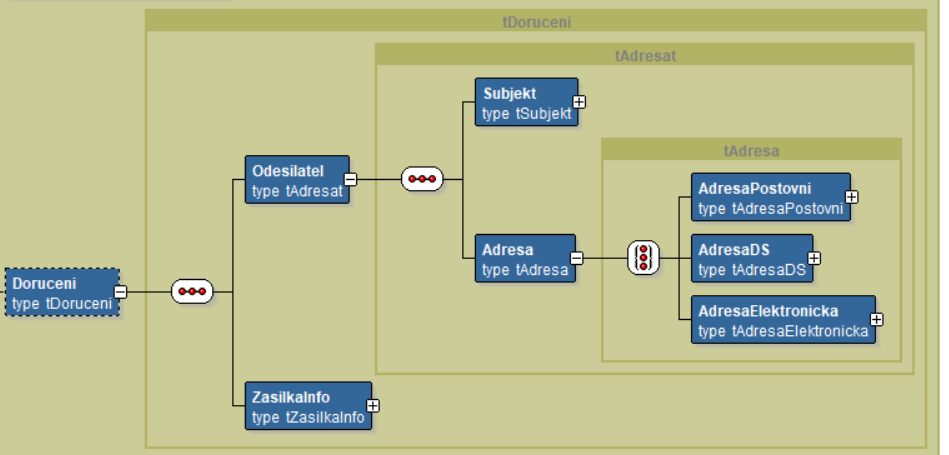 tDoruceni
tAdresat
Subjekt
type tSubjekt
tAdresa
Odesilatel
type tAdresat
AdresaPostovni
type tAdresaPostovni
Adresa
type tAdresa
AdresaDS
type tAdresaDS
Doruceni
type tDoruceni
AdresaElektronicka
type tAdresaElektronicka
ZasilkaInfo
type tZasilkaInfo